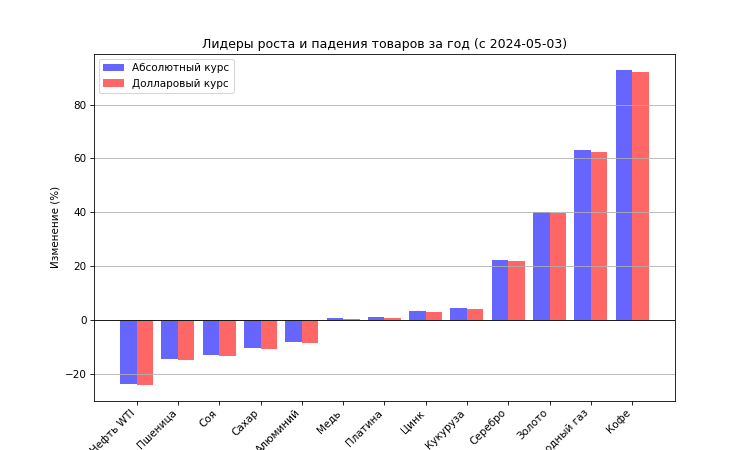 Лидеры роста и падения товаров за год (с 2024-05-03)
Абсолютный курс
Долларовый курс
Изменение (%)
80
60
40
20
0
−20
Нефть WTI
Пшеница
Соя
Сахар
Алюминий
Медь
Платина
Цинк
Кукуруза
Серебро
Золото
газ
Кофе